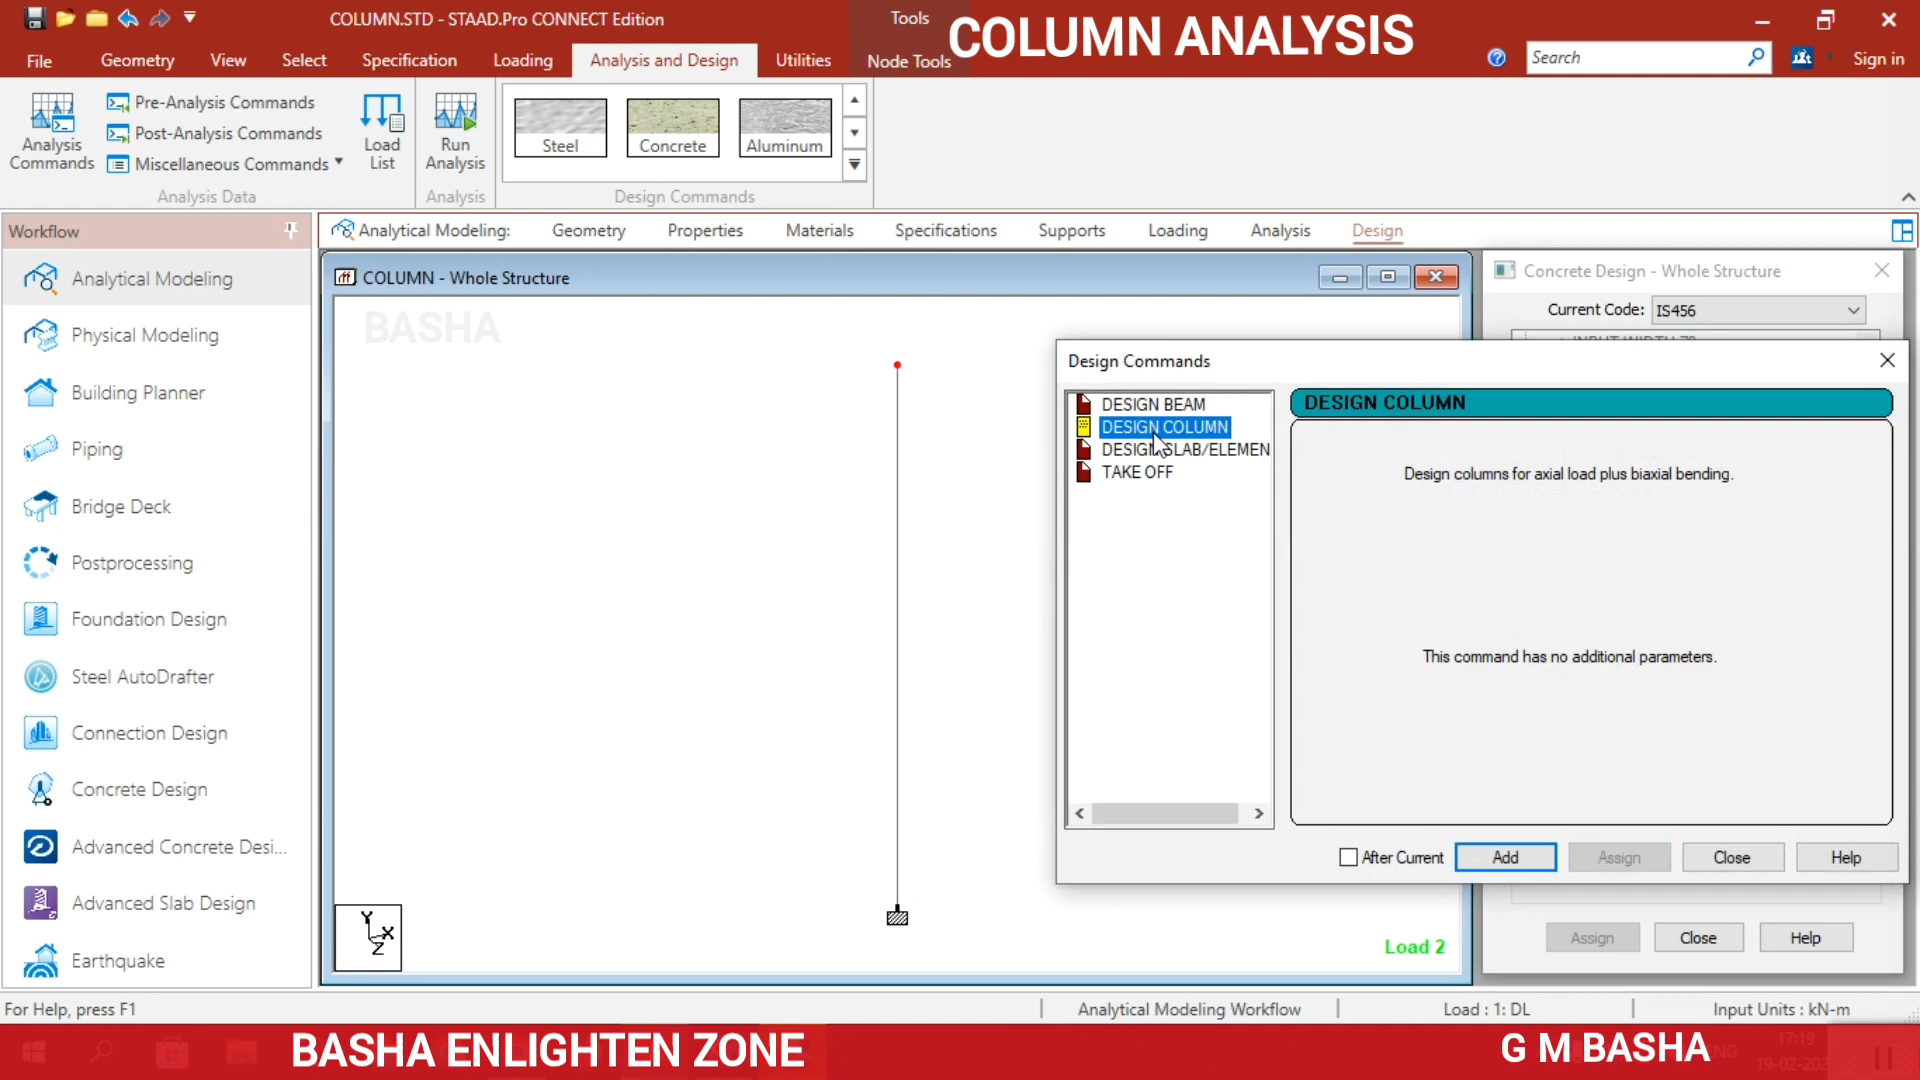 COLUMN.STD - STAAD.Pro CONNECT Edition
Tools
COLUMN ANALYSIS
File
Geometry
View
Select
Specification
Loading
Analysis and Design
Utilities
Node Tools
Search
Sign in
Analysis Commands
Pre-Analysis Commands
Post-Analysis Commands
Miscellaneous Commands
Load List
Run Analysis
Steel
Concrete
Aluminum
Analysis Data
Analysis
Design Commands
Workflow
Analytical Modeling
Physical Modeling
Building Planner
Piping
Bridge Deck
Postprocessing
Foundation Design
Steel AutoDrafter
Connection Design
Concrete Design
Advanced Concrete Desi...
Advanced Slab Design
Earthquake
Analytical Modeling:
Geometry
Properties
Materials
Specifications
Supports
Loading
Analysis
Design
COLUMN - Whole Structure
BASHA
Y
X
Z
Load 2
Concrete Design - Whole Structure
Current Code: IS456
Design Commands
DESIGN BEAM
DESIGN COLUMN
DESIGN SLAB/ELEMEN
TAKE OFF
DESIGN COLUMN
Design columns for axial load plus biaxial bending.
This command has no additional parameters.
After Current
Add
Assign
Close
Help
Assign
Close
Help
For Help, press F1
Analytical Modeling Workflow
Load : 1: DL
Input Units : kN-m
BASHA ENLIGHTEN ZONE
G M BASHA
17:19